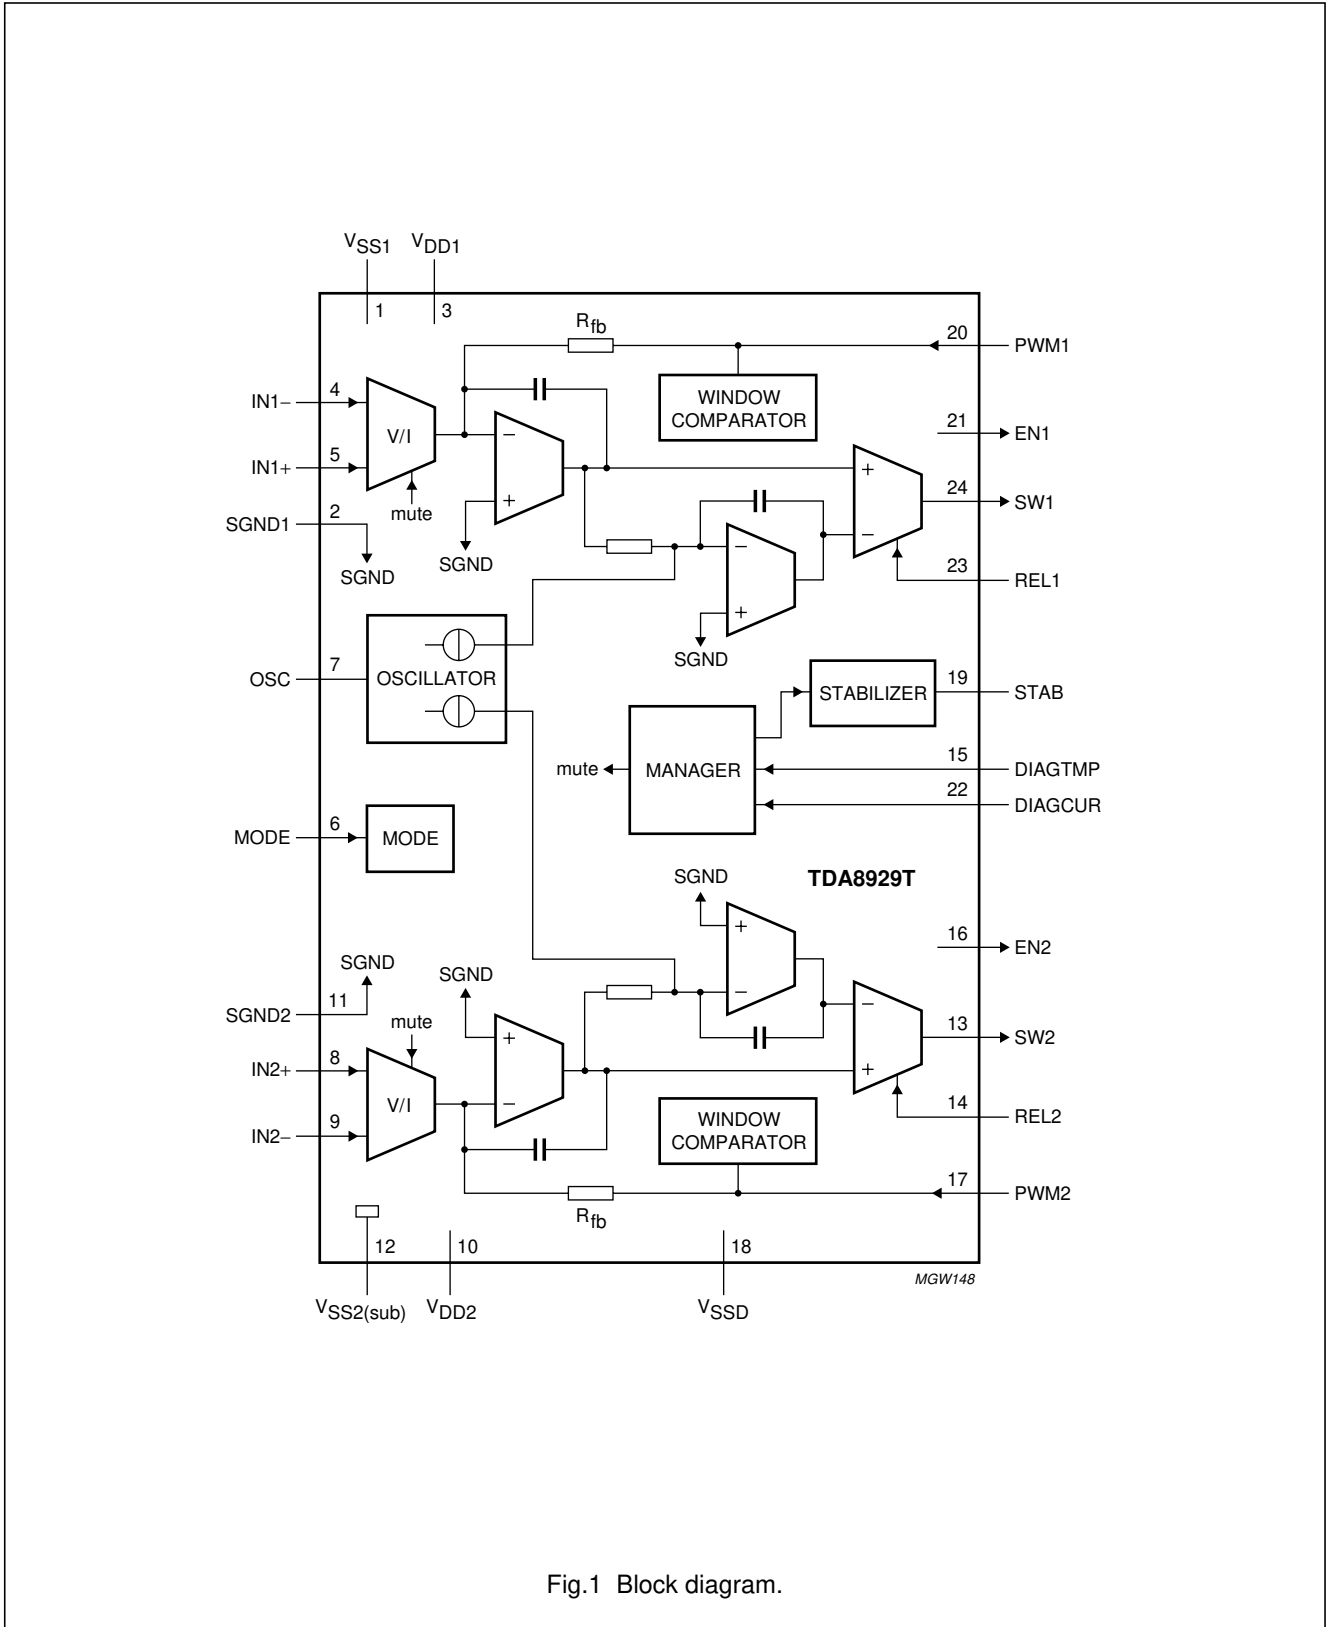 VSS1 VDD1
1 3
Rfb
20 PWM1
WINDOW
COMPARATOR
IN1− 4
V/I
21 EN1
−
IN1+ 5
+
24 SW1
+
mute
SGND1 2
−
SGND
−
SGND
23 REL1
+
SGND
OSC 7
OSCILLATOR
STABILIZER
19 STAB
mute
MANAGER
15 DIAGTMP
22 DIAGCUR
MODE 6
MODE
SGND
TDA8929T
+
16 EN2
SGND
SGND
−
−
SGND2 11
mute
+
13 SW2
IN2+ 8
+
V/I
−
WINDOW
COMPARATOR
14 REL2
IN2− 9
17 PWM2
Rfb
12 10 18
MGW148
VSS2(sub) VDD2 VSSD
Fig.1 Block diagram.